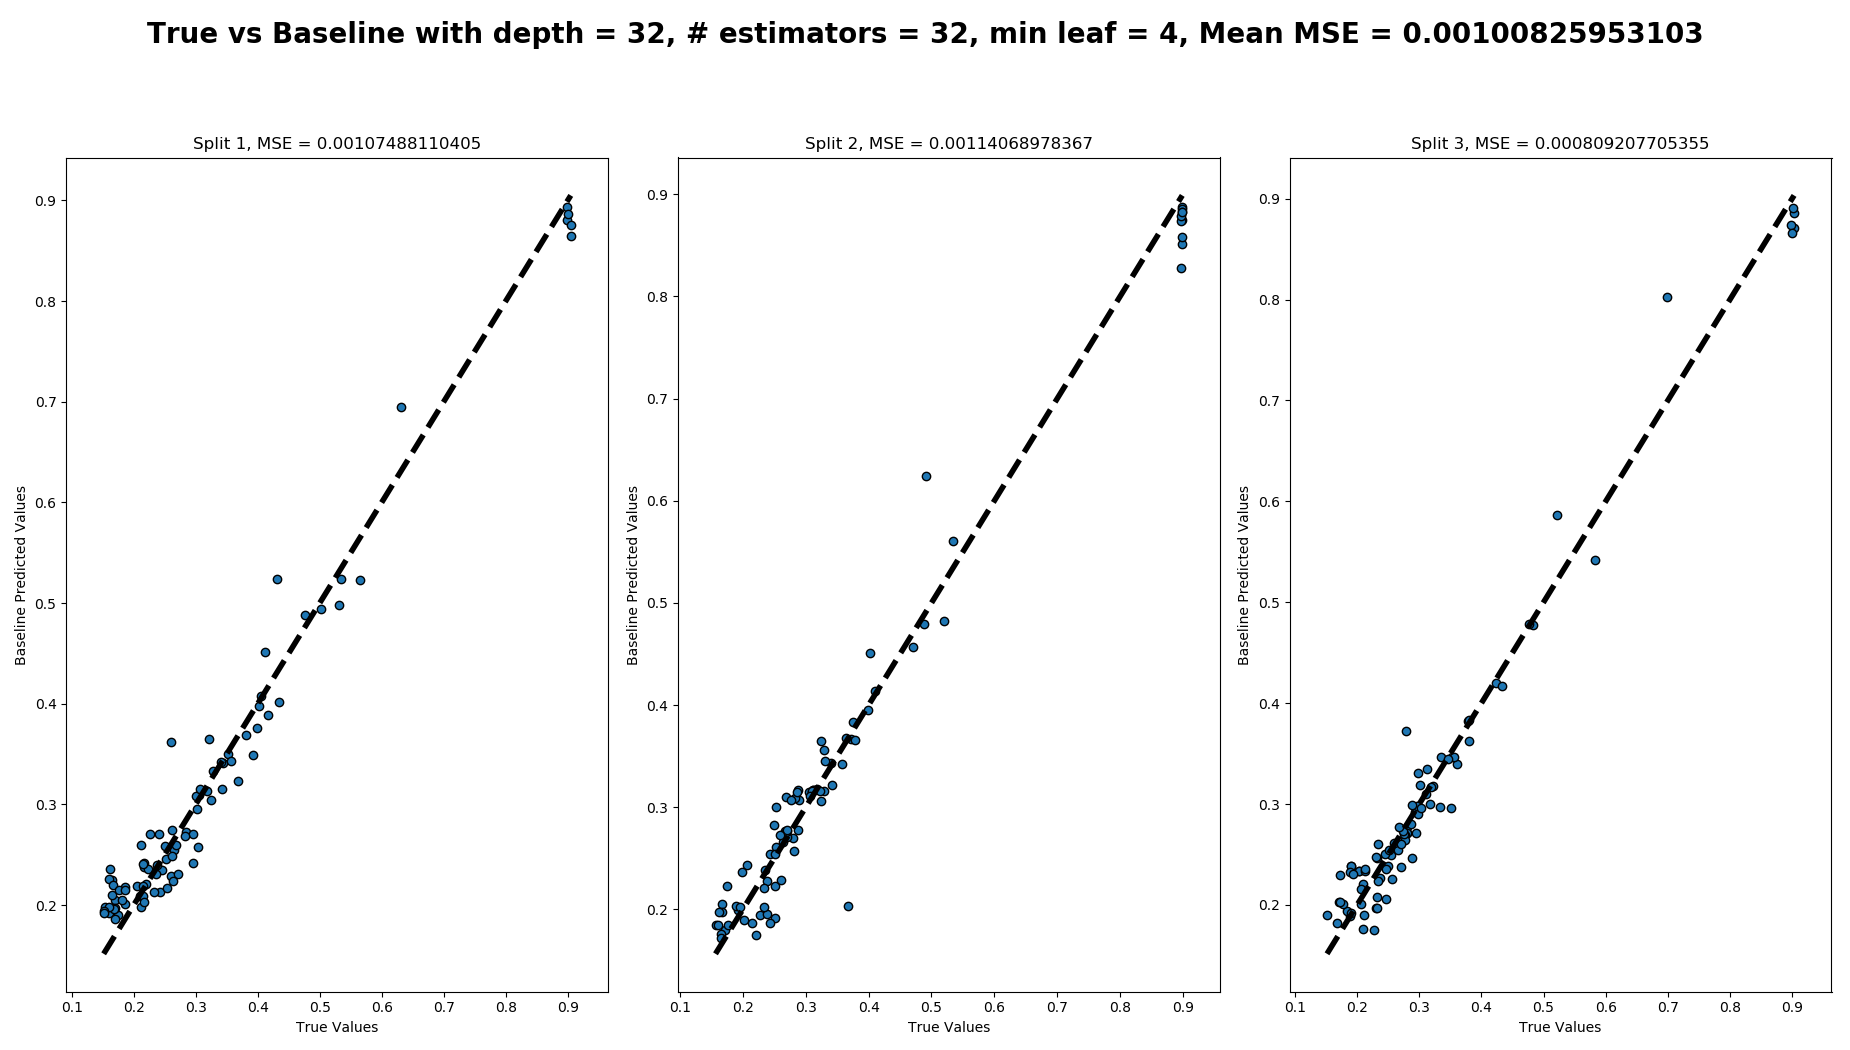 True vs Baseline with depth = 32, # estimators = 32, min leaf = 4, Mean MSE = 0.00100825953103
Split 1, MSE = 0.00107488110405
Baseline Predicted Values
0.9
0.8
0.7
0.6
0.5
0.4
0.3
0.2
0.1 0.2 0.3 0.4 0.5 0.6 0.7 0.8 0.9
True Values
Split 2, MSE = 0.00114068978367
Baseline Predicted Values
0.9
0.8
0.7
0.6
0.5
0.4
0.3
0.2
0.1 0.2 0.3 0.4 0.5 0.6 0.7 0.8 0.9
True Values
Split 3, MSE = 0.000809207705355
Baseline Predicted Values
0.9
0.8
0.7
0.6
0.5
0.4
0.3
0.2
0.1 0.2 0.3 0.4 0.5 0.6 0.7 0.8 0.9
True Values